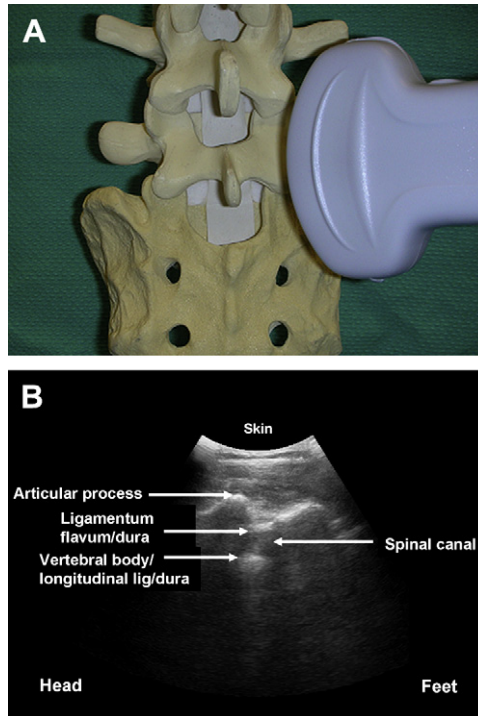 A
B
Skin
Articular process
Ligamentum
flavum/dura
Vertebral body/
longitudinal lig/dura
Spinal canal
Head
Feet